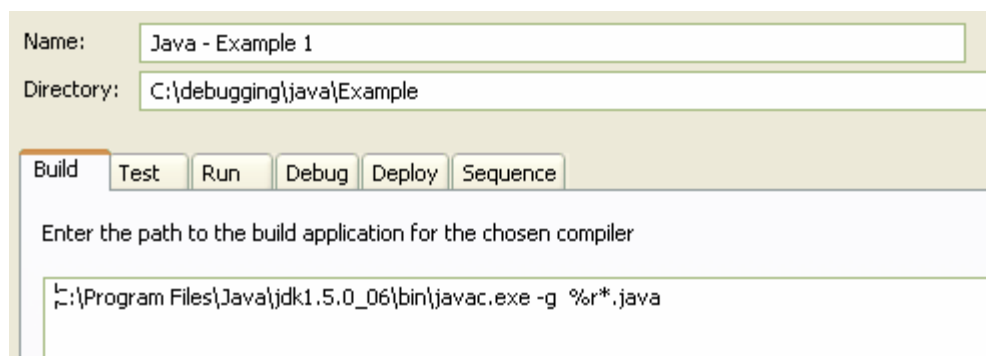 Name: Java - Example 1
Directory: C:\debugging\java\Example
Build Test Run Debug Deploy Sequence
Enter the path to the build application for the chosen compiler
C:\Program Files\Java\jdk1.5.0_06\bin\javac.exe -g  %r*.java